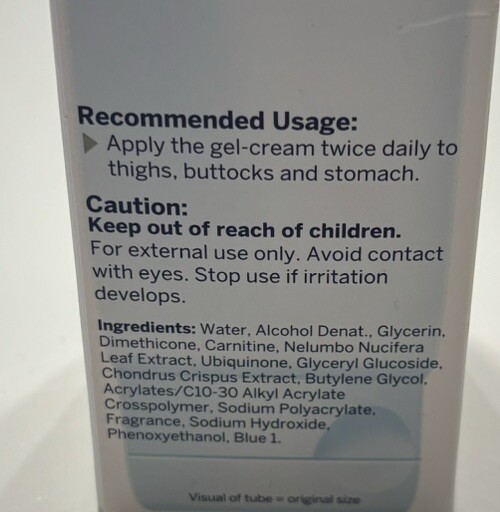 Recommended Usage:
▶ Apply the gel-cream twice daily to
thighs, buttocks and stomach.
Caution:
Keep out of reach of children.
For external use only. Avoid contact
with eyes. Stop use if irritation
develops.
Ingredients: Water, Alcohol Denat., Glycerin,
Dimethicone, Carnitine, Nelumbo Nucifera
Leaf Extract, Ubiquinone, Glyceryl Glucoside,
Chondrus Crispus Extract, Butylene Glycol,
Acrylates/C10-30 Alkyl Acrylate
Crosspolymer, Sodium Polyacrylate,
Fragrance, Sodium Hydroxide,
Phenoxyethanol, Blue 1.
Visual of tube = original size